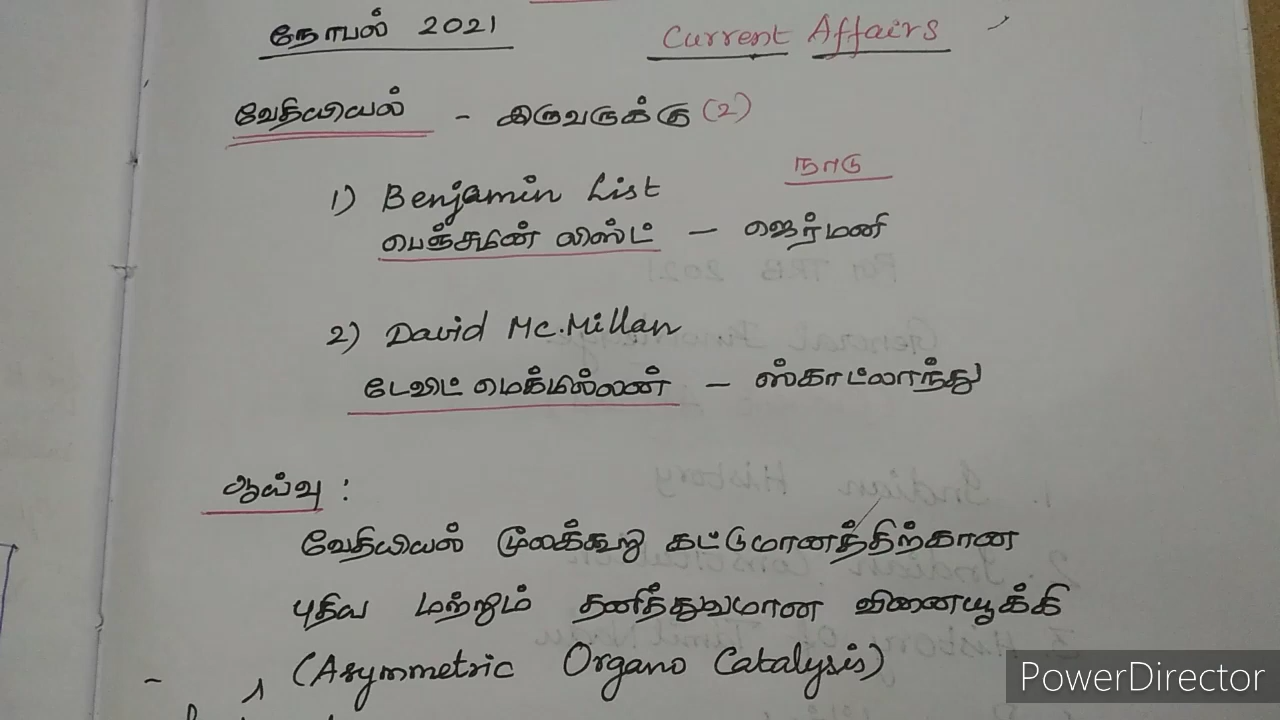 நோபல் 2021 Current Affairs
வேதியியல் - இருவருக்கு (2)
நாடு
1) Benjamin List
பெஞ்சமின் லிஸ்ட் - ஜெர்மனி
2) David Mc.Millan
டேவிட் மெக்மில்லன் - ஸ்காட்லாந்து
ஆய்வு :
வேதியியல் மூலக்கூறு கட்டுமானத்திற்கான
புதிய மற்றும் தனித்துவமான வினையூக்கி
(Asymmetric Organo Catalysis)
PowerDirector